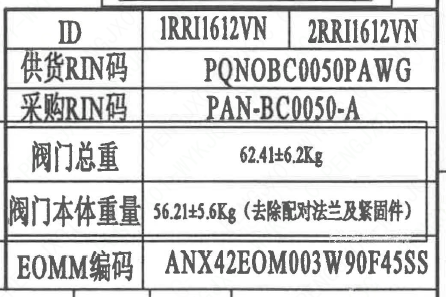 ID 1RRI1612VN 2RRI1612VN
供货RIN码 PQNOBC0050PAWG
采购RIN码 PAN-BC0050-A
阀门总重 62.41±6.2Kg
阀门本体重量 56.21±5.6Kg（去除配对法兰及紧固件）
EOMM编码 ANX42EOM003W90F45SS